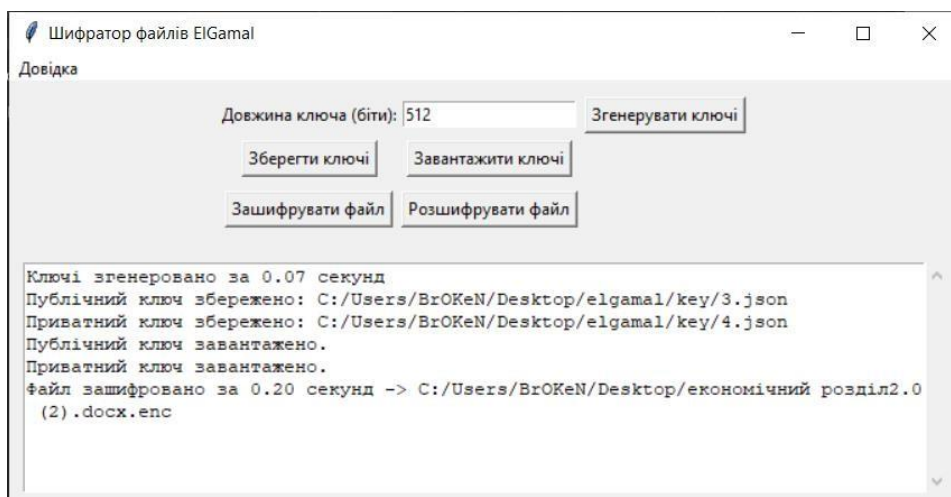 Шифратор файлів ElGamal
Довідка
Довжина ключа (біти): 512 Згенерувати ключі
Зберегти ключі Завантажити ключі
Зашифрувати файл Розшифрувати файл
Ключі згенеровано за 0.07 секунд
Публічний ключ збережено: C:/Users/BrOKeN/Desktop/elgamal/key/3.json
Приватний ключ збережено: C:/Users/BrOKeN/Desktop/elgamal/key/4.json
Публічний ключ завантажено.
Приватний ключ завантажено.
Файл зашифровано за 0.20 секунд -> C:/Users/BrOKeN/Desktop/економічний розділ2.0
(2).docx.enc